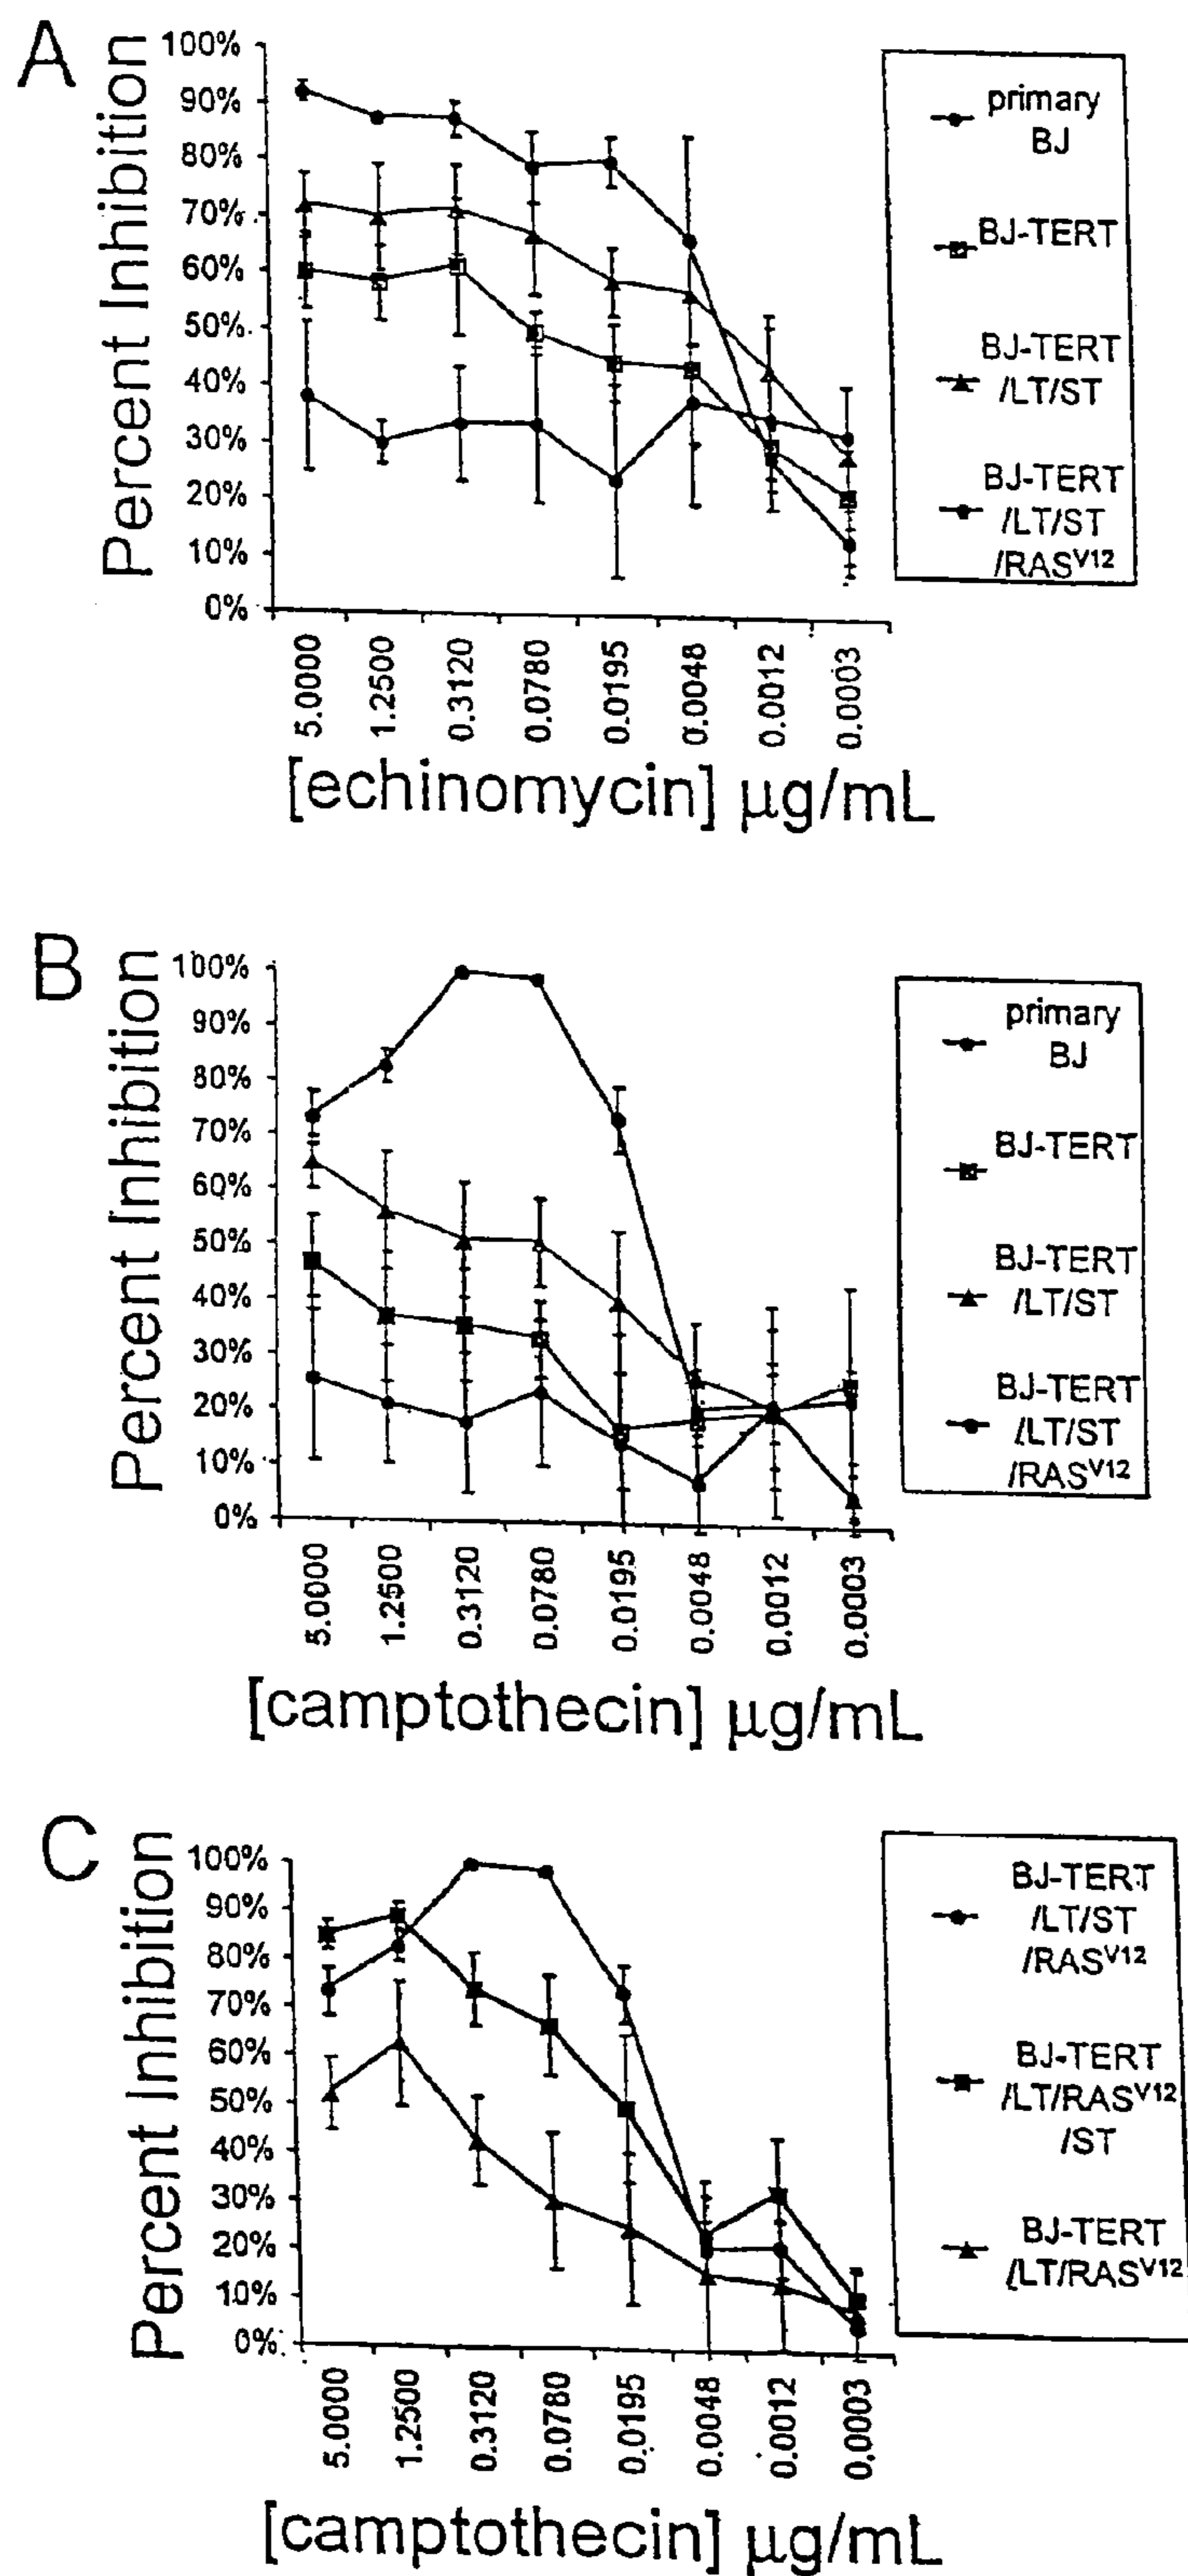 A
Percent Inhibition
100%
90%
80%
70%
60%
50%
40%
30%
20%
10%
0%
5.0000
1.2500
0.3120
0.0780
0.0195
0.0048
0.0012
0.0003
[echinomycin] µg/mL
primary
BJ
BJ-TERT
BJ-TERT
/LT/ST
BJ-TERT
/LT/ST
/RASV12
B
Percent Inhibition
100%
90%
80%
70%
60%
50%
40%
30%
20%
10%
0%
5.0000
1.2500
0.3120
0.0780
0.0195
0.0048
0.0012
0.0003
[camptothecin] µg/mL
primary
BJ
BJ-TERT
BJ-TERT
/LT/ST
BJ-TERT
/LT/ST
/RASV12
C
Percent Inhibition
100%
90%
80%
70%
60%
50%
40%
30%
20%
10%
0%
5.0000
1.2500
0.3120
0.0780
0.0195
0.0048
0.0012
0.0003
[camptothecin] µg/mL
BJ-TERT
/LT/ST
/RASV12
BJ-TERT
/LT/RASV12
/ST
BJ-TERT
/LT/RASV12